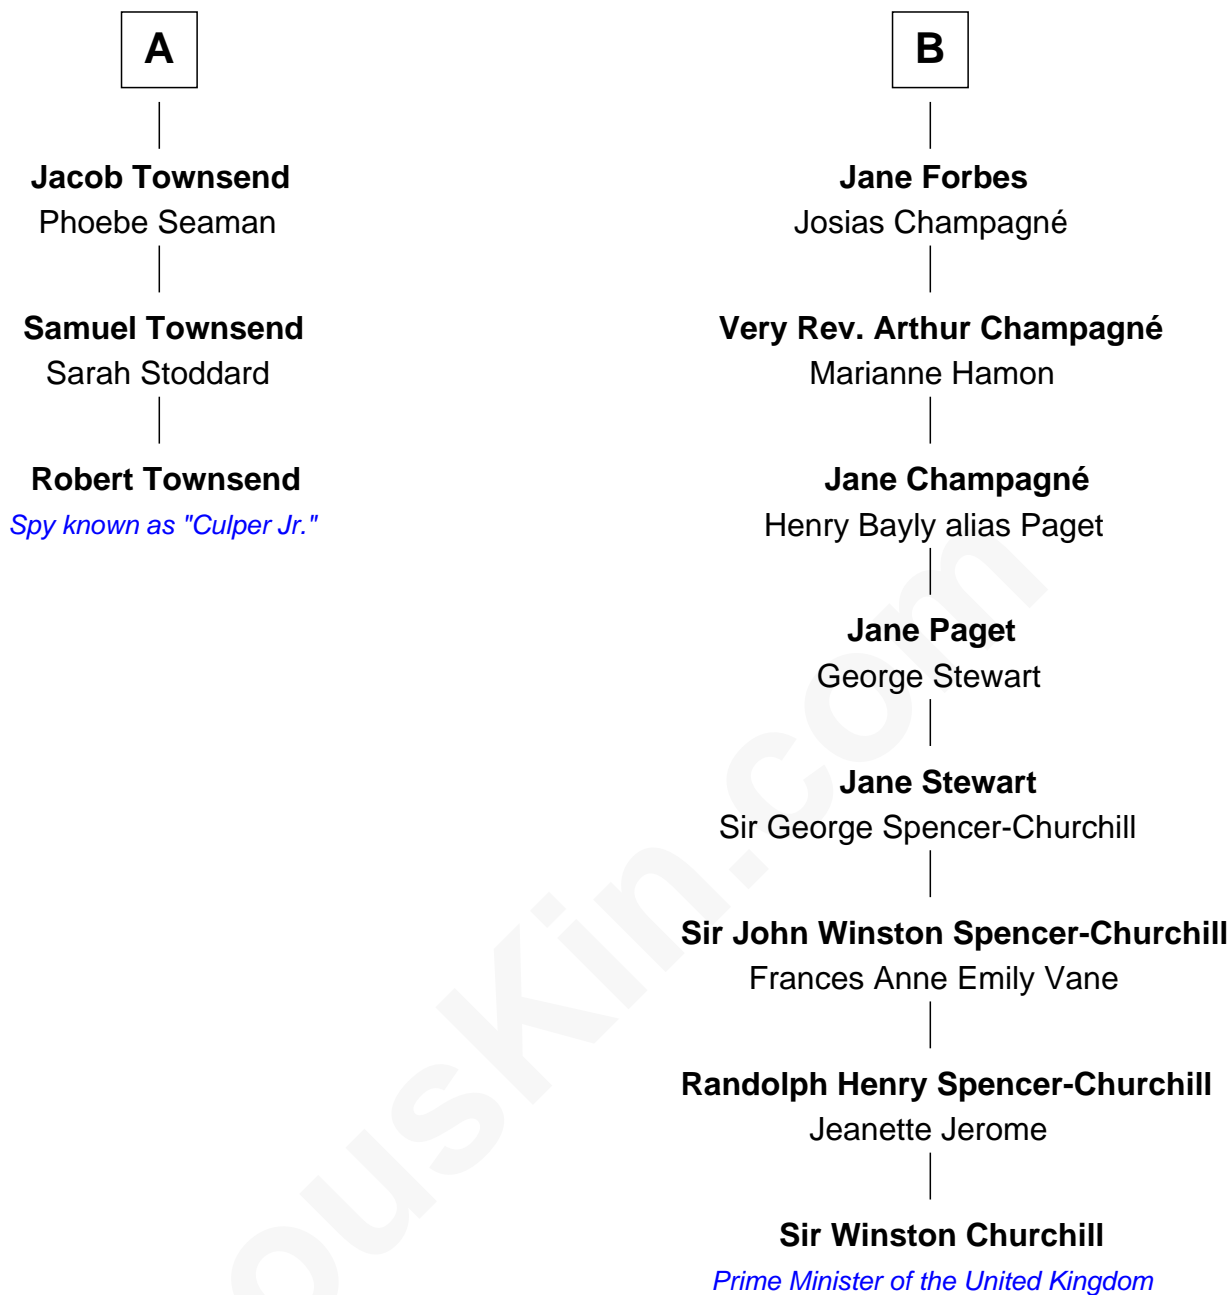 A
Jacob Townsend
Phoebe Seaman
Samuel Townsend
Sarah Stoddard
Robert Townsend
Spy known as "Culper Jr."
B
Jane Forbes
Josias Champagné
Very Rev. Arthur Champagné
Marianne Hamon
Jane Champagné
Henry Bayly alias Paget
Jane Paget
George Stewart
Jane Stewart
Sir George Spencer-Churchill
Sir John Winston Spencer-Churchill
Frances Anne Emily Vane
Randolph Henry Spencer-Churchill
Jeanette Jerome
Sir Winston Churchill
Prime Minister of the United Kingdom
ousKin.com